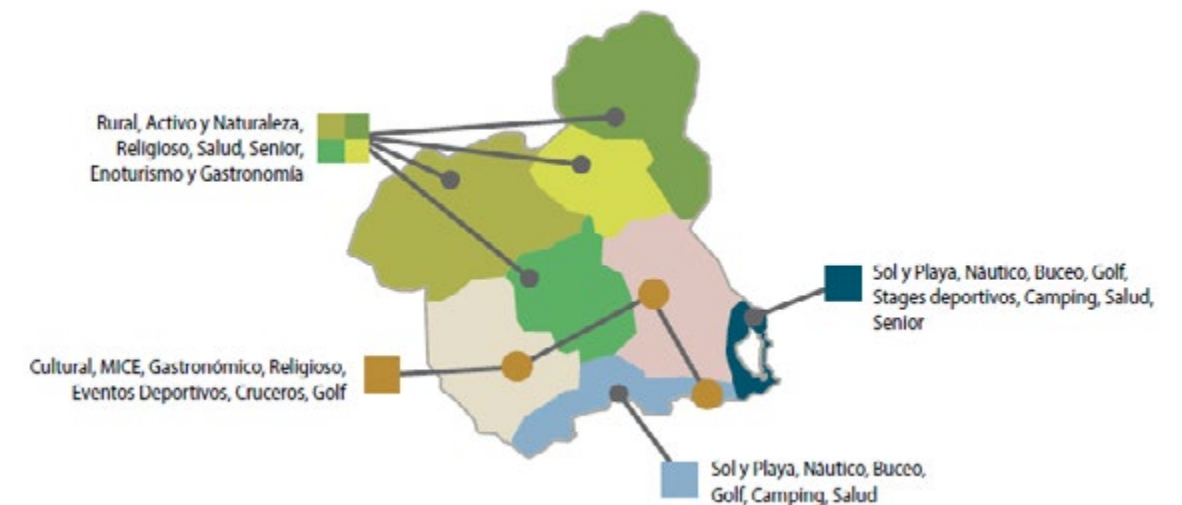 Rural, Activo y Naturaleza,
Religioso, Salud, Senior,
Enoturismo y Gastronomía
Sol y Playa, Náutico, Buceo, Golf,
Stages deportivos, Camping, Salud,
Senior
Cultural, MICE, Gastronómico, Religioso,
Eventos Deportivos, Cruceros, Golf
Sol y Playa, Náutico, Buceo,
Golf, Camping, Salud